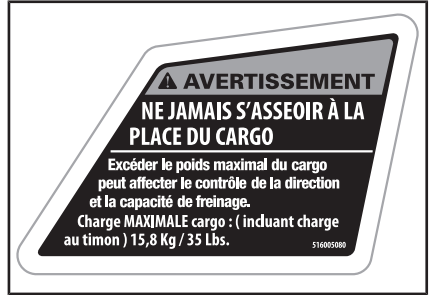 AVERTISSEMENT
NE JAMAIS S'ASSEOIR À LA
PLACE DU CARGO
Excéder le poids maximal du cargo
peut affecter le contrôle de la direction
et la capacité de freinage.
Charge MAXIMALE cargo : ( incluant charge
au timon ) 15,8 Kg / 35 Lbs.
516005080